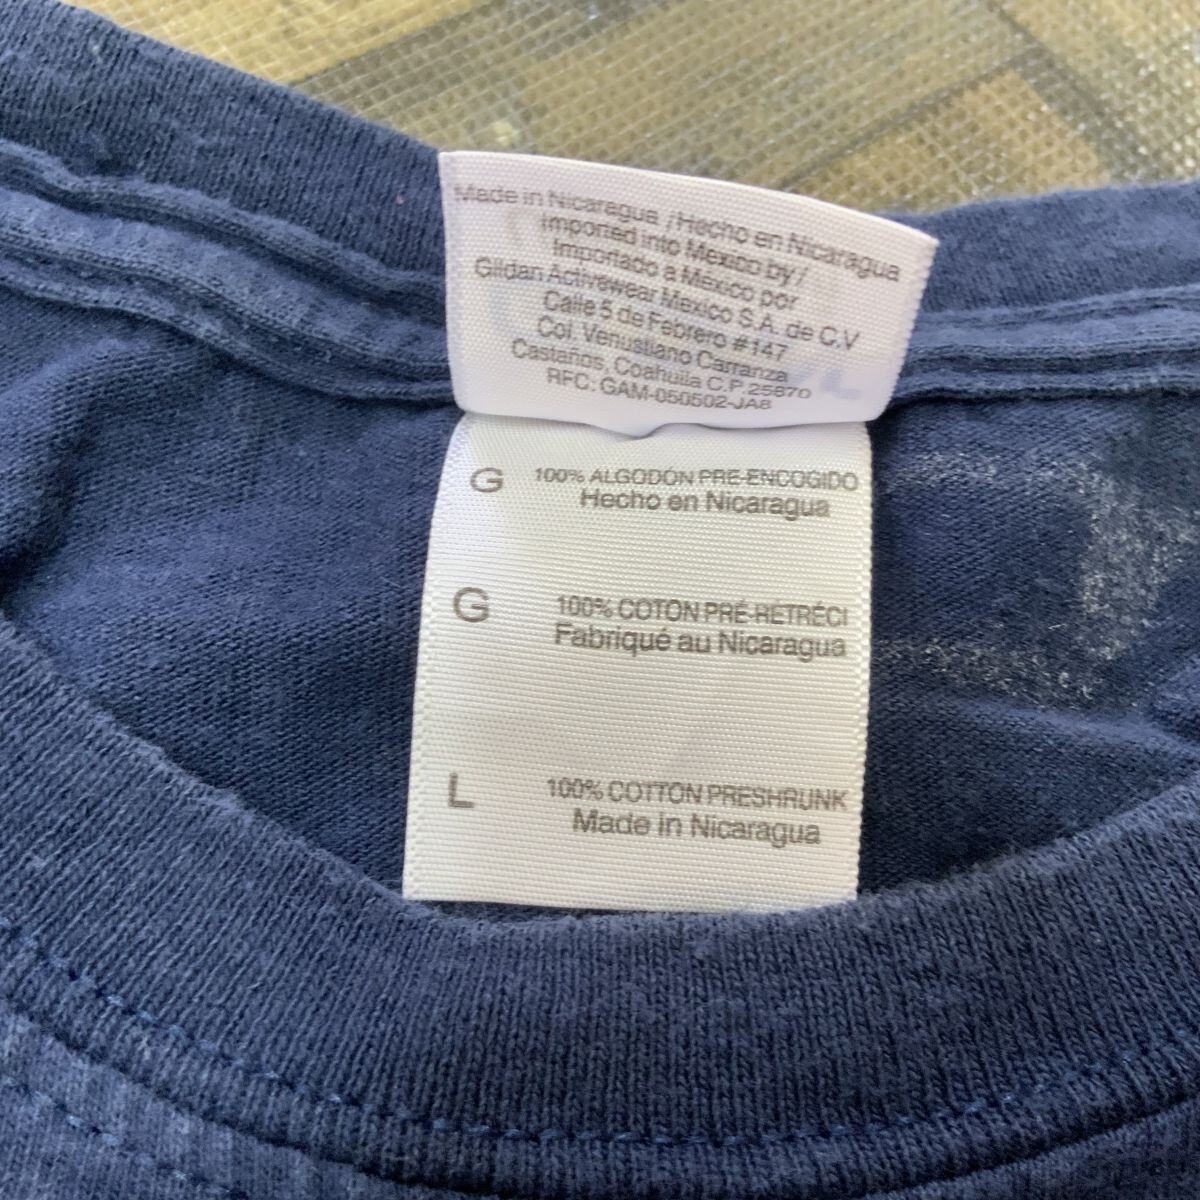 Made in Nicaragua / Hecho en Nicaragua
Imported into Mexico by/
Importado a Mexico por
Gildan Activewear Mexico S.A. de C.V
Calle 5 de Febrero #147
Col. Venustiano Carranza
Castaños, Coahuila C.P. 25870
RFC: GAM-050502-JA8
G 100% ALGODÓN PRE-ENCOGIDO
Hecho en Nicaragua
G 100% COTON PRÉ-RÉTRÉCI
Fabriqué au Nicaragua
L 100% COTTON PRESHRUNK
Made in Nicaragua